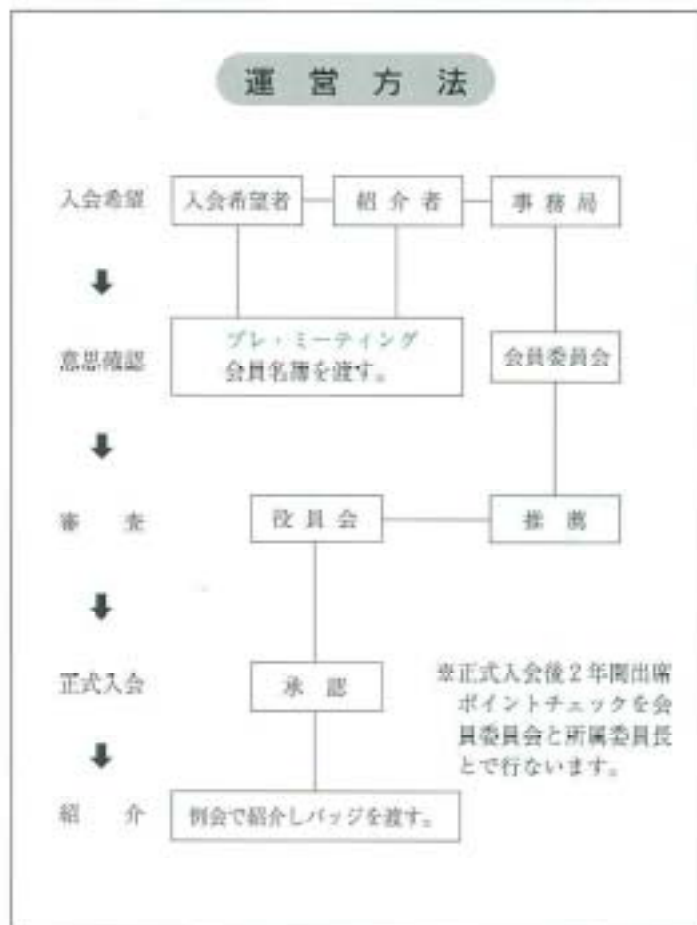 運営方法
入会希望 入会希望者 紹介者 事務局
意思確認 プレ・ミーティング
会員名簿を渡す。 会員委員会
審査 役員会 推薦
正式入会 承認
※正式入会後2年間出席
ポイントチェックを会
員委員会と所属委員長
とで行ないます。
紹介 例会で紹介しバッジを渡す。